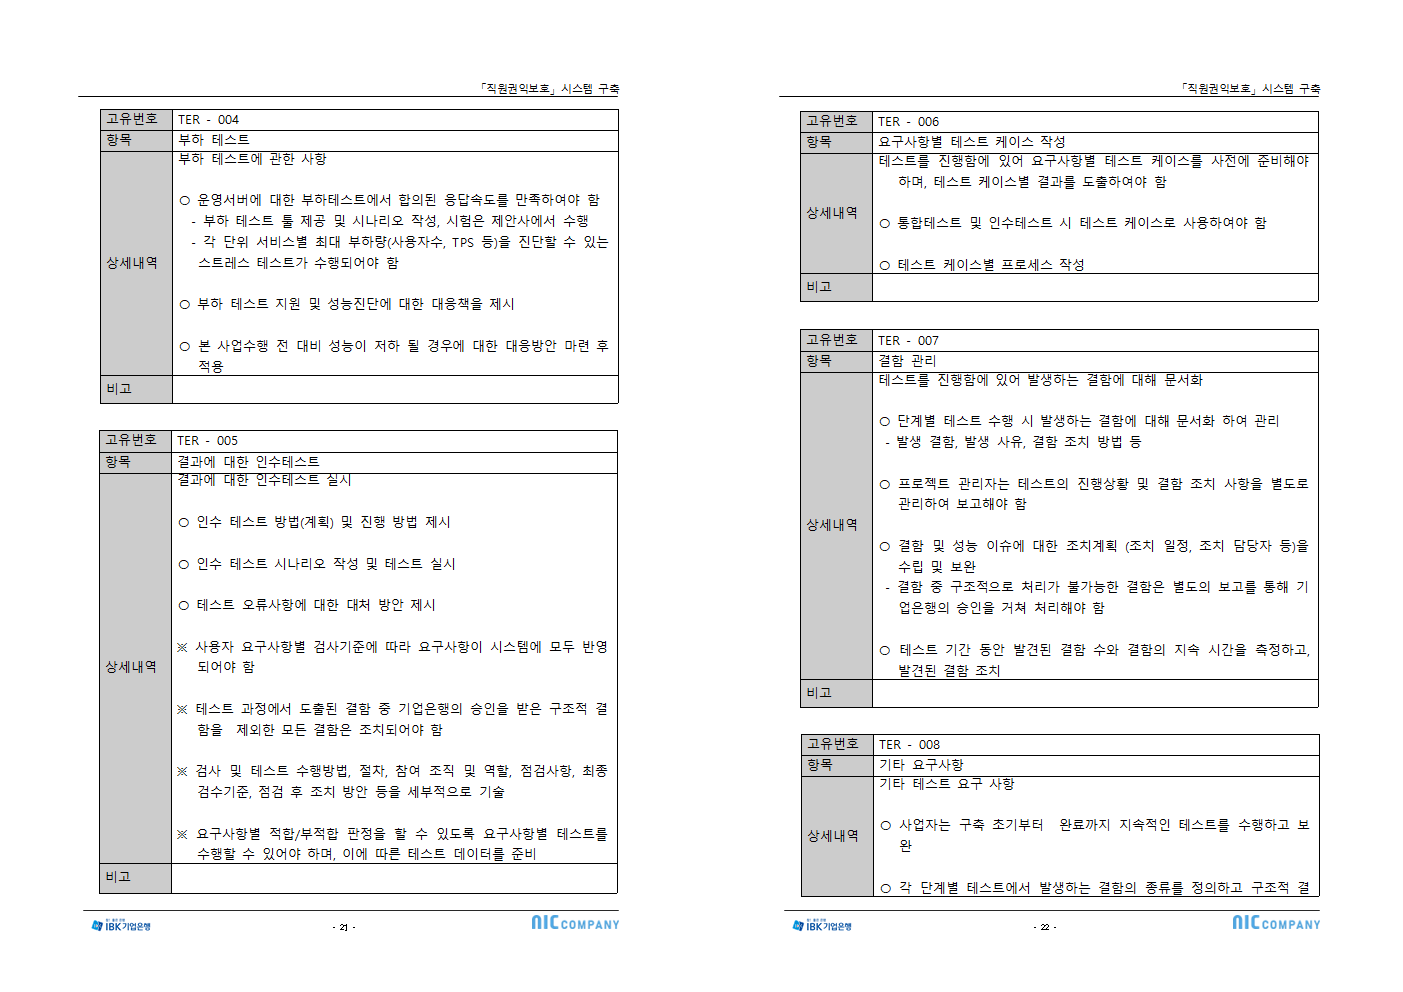 「직원권익보호」시스템 구축
고유번호 TER - 004
항목 부하 테스트
상세내역
부하 테스트에 관한 사항
○ 운영서버에 대한 부하테스트에서 합의된 응답속도를 만족하여야 함
- 부하 테스트 툴 제공 및 시나리오 작성, 시험은 제안사에서 수행
- 각 단위 서비스별 최대 부하량(사용자수, TPS 등)을 진단할 수 있는
스트레스 테스트가 수행되어야 함
○ 부하 테스트 지원 및 성능진단에 대한 대응책을 제시
○ 본 사업수행 전 대비 성능이 저하 될 경우에 대한 대응방안 마련 후
적용
비고
고유번호 TER - 005
항목 결과에 대한 인수테스트
상세내역
결과에 대한 인수테스트 실시
○ 인수 테스트 방법(계획) 및 진행 방법 제시
○ 인수 테스트 시나리오 작성 및 테스트 실시
○ 테스트 오류사항에 대한 대처 방안 제시
※ 사용자 요구사항별 검사기준에 따라 요구사항이 시스템에 모두 반영
되어야 함
※ 테스트 과정에서 도출된 결함 중 기업은행의 승인을 받은 구조적 결
함을 제외한 모든 결함은 조치되어야 함
※ 검사 및 테스트 수행방법, 절차, 참여 조직 및 역할, 점검사항, 최종
검수기준, 점검 후 조치 방안 등을 세부적으로 기술
※ 요구사항별 적합/부적합 판정을 할 수 있도록 요구사항별 테스트를
수행할 수 있어야 하며, 이에 따른 테스트 데이터를 준비
비고
IBK기업은행
- 21 -
NIC COMPANY
「직원권익보호」시스템 구축
고유번호 TER - 006
항목 요구사항별 테스트 케이스 작성
상세내역
테스트를 진행함에 있어 요구사항별 테스트 케이스를 사전에 준비해야
하며, 테스트 케이스별 결과를 도출하여야 함
○ 통합테스트 및 인수테스트 시 테스트 케이스로 사용하여야 함
○ 테스트 케이스별 프로세스 작성
비고
고유번호 TER - 007
항목 결함 관리
상세내역
테스트를 진행함에 있어 발생하는 결함에 대해 문서화
○ 단계별 테스트 수행 시 발생하는 결함에 대해 문서화 하여 관리
- 발생 결함, 발생 사유, 결함 조치 방법 등
○ 프로젝트 관리자는 테스트의 진행상황 및 결함 조치 사항을 별도로
관리하여 보고해야 함
○ 결함 및 성능 이슈에 대한 조치계획 (조치 일정, 조치 담당자 등)을
수립 및 보완
- 결함 중 구조적으로 처리가 불가능한 결함은 별도의 보고를 통해 기
업은행의 승인을 거쳐 처리해야 함
○ 테스트 기간 동안 발견된 결함 수와 결함의 지속 시간을 측정하고,
발견된 결함 조치
비고
고유번호 TER - 008
항목 기타 요구사항
상세내역
기타 테스트 요구 사항
○ 사업자는 구축 초기부터 완료까지 지속적인 테스트를 수행하고 보
완
○ 각 단계별 테스트에서 발생하는 결함의 종류를 정의하고 구조적 결
IBK기업은행
- 22 -
NIC COMPANY